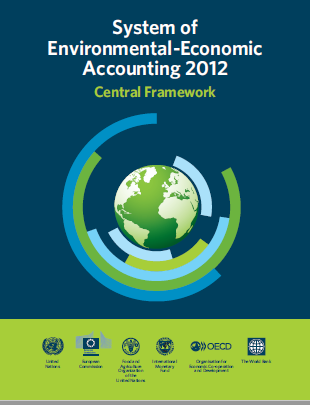 System of
Environmental-Economic
Accounting 2012
Central Framework
United
Nations
European
Commission
Food and
Agriculture
Organization
of the
United Nations
International
Monetary
Fund
OECD
Organisation for
Economic Co-operation
and Development
The World Bank